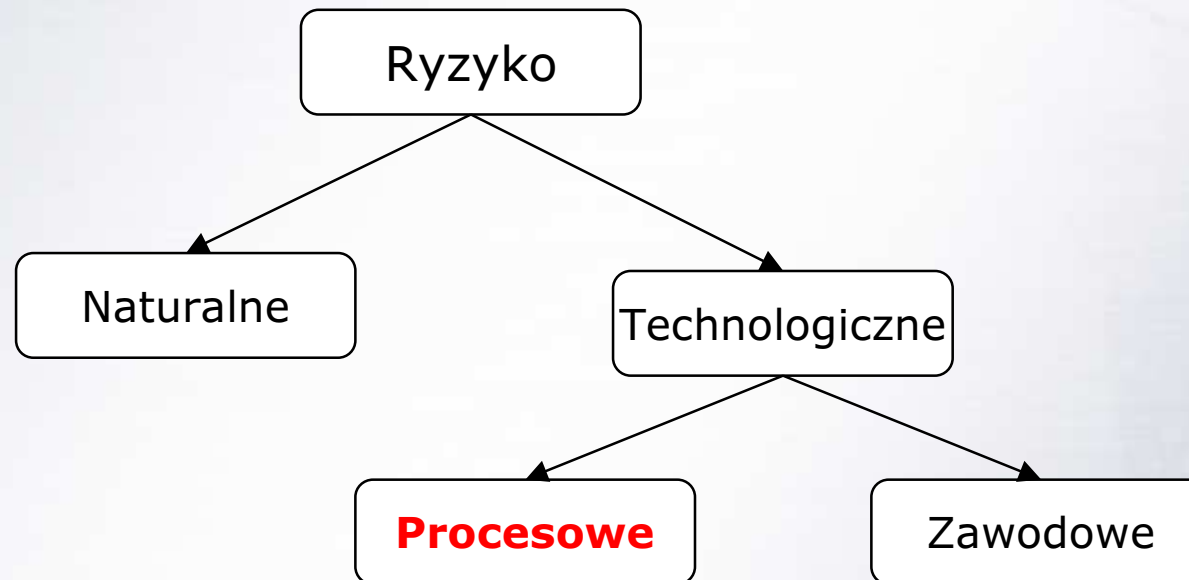 Ryzyko
Naturalne
Technologiczne
Procesowe
Zawodowe